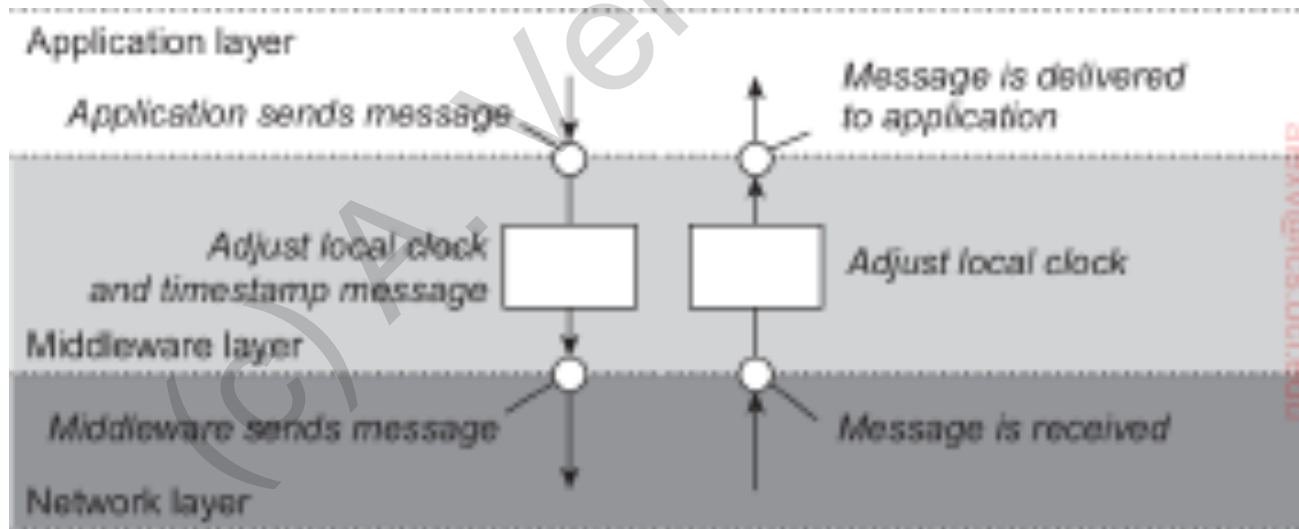 Application layer
Application sends message
Message is delivered
to application
Adjust local clock
and timestamp message
Adjust local clock
Middleware layer
Middleware sends message
Message is received
Network layer
(c) A. Ver